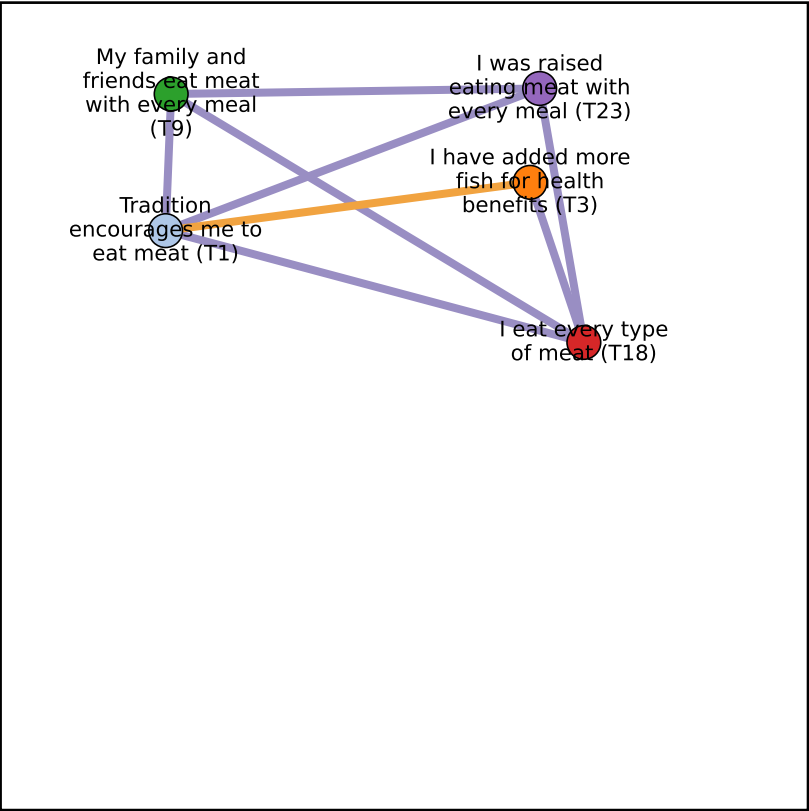 My family and
friends eat meat
with every meal
(T9)
I was raised
eating meat with
every meal (T23)
I have added more
fish for health
benefits (T3)
Tradition
encourages me to
eat meat (T1)
I eat every type
of meat (T18)